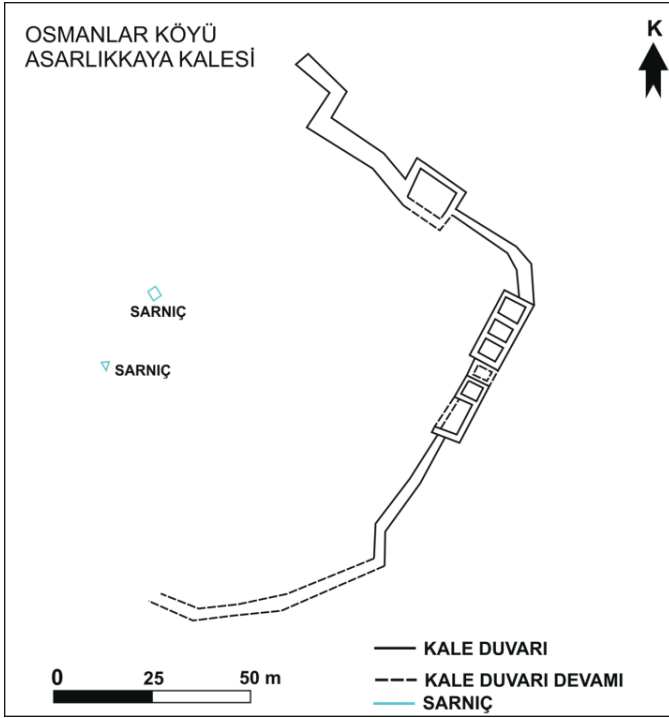 OSMANLAR KÖYÜ
ASARLIKKAYA KALESİ
K
SARNIÇ
SARNIÇ
KALE DUVARI
KALE DUVARI DEVAMI
SARNIÇ
0 25 50 m